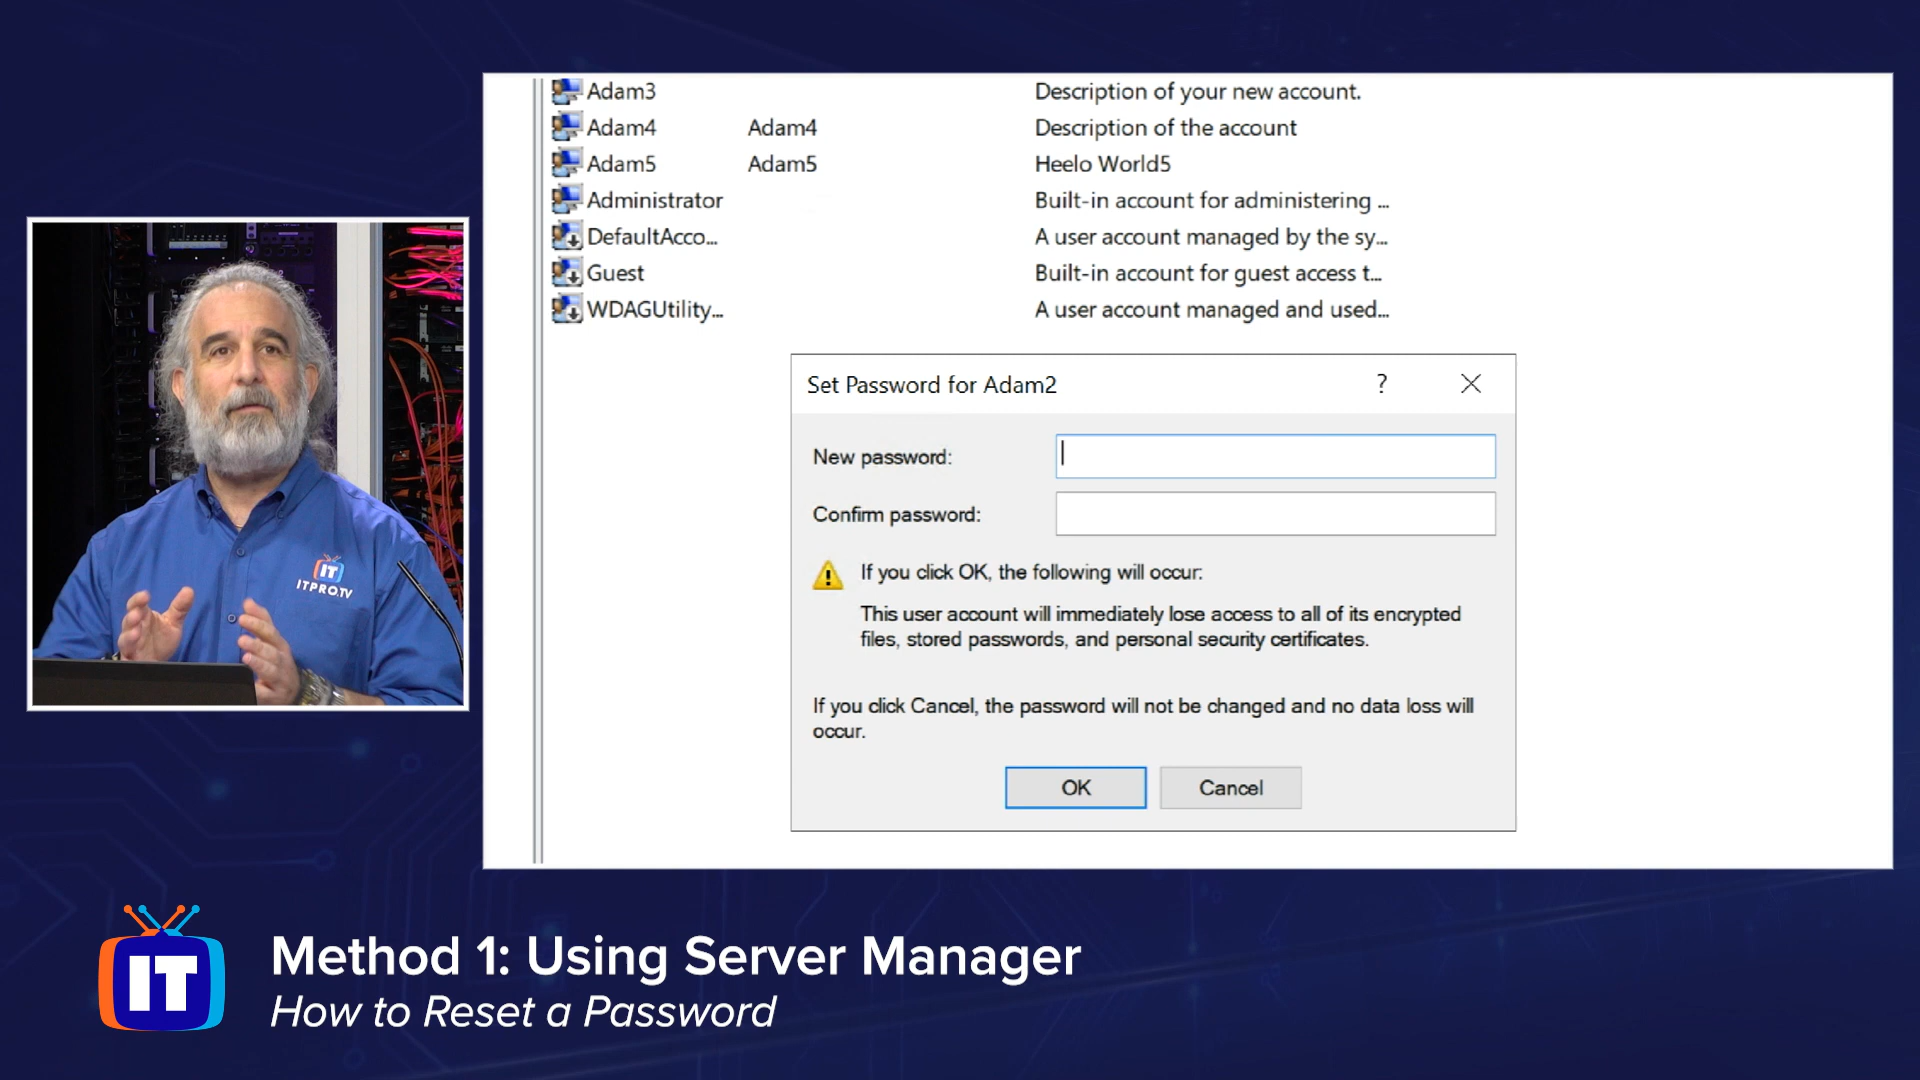 Adam3 Description of your new account.
Adam4 Adam4 Description of the account
Adam5 Adam5 Heelo World5
Administrator Built-in account for administering ...
DefaultAcco... A user account managed by the sy...
Guest Built-in account for guest access t...
WDAGUtility... A user account managed and used...
Set Password for Adam2 ?
New password:
Confirm password:
If you click OK, the following will occur:
This user account will immediately lose access to all of its encrypted
files, stored passwords, and personal security certificates.
If you click Cancel, the password will not be changed and no data loss will
occur.
OK Cancel
IT
ITPRO.TV
IT
Method 1: Using Server Manager
How to Reset a Password